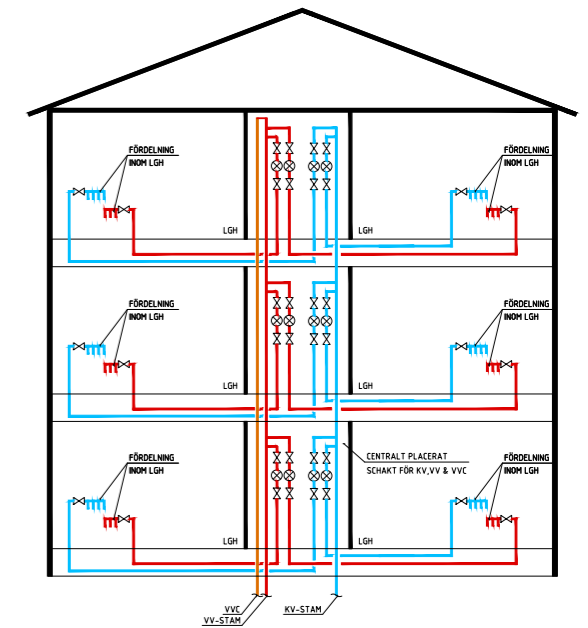 FÖRDELNING
INOM LGH
FÖRDELNING
INOM LGH
LGH
LGH
FÖRDELNING
INOM LGH
FÖRDELNING
INOM LGH
LGH
LGH
FÖRDELNING
INOM LGH
CENTRALT PLACERAT
SCHAKT FÖR KV,VV & VVC
FÖRDELNING
INOM LGH
LGH
LGH
VVC
VV-STAM
KV-STAM